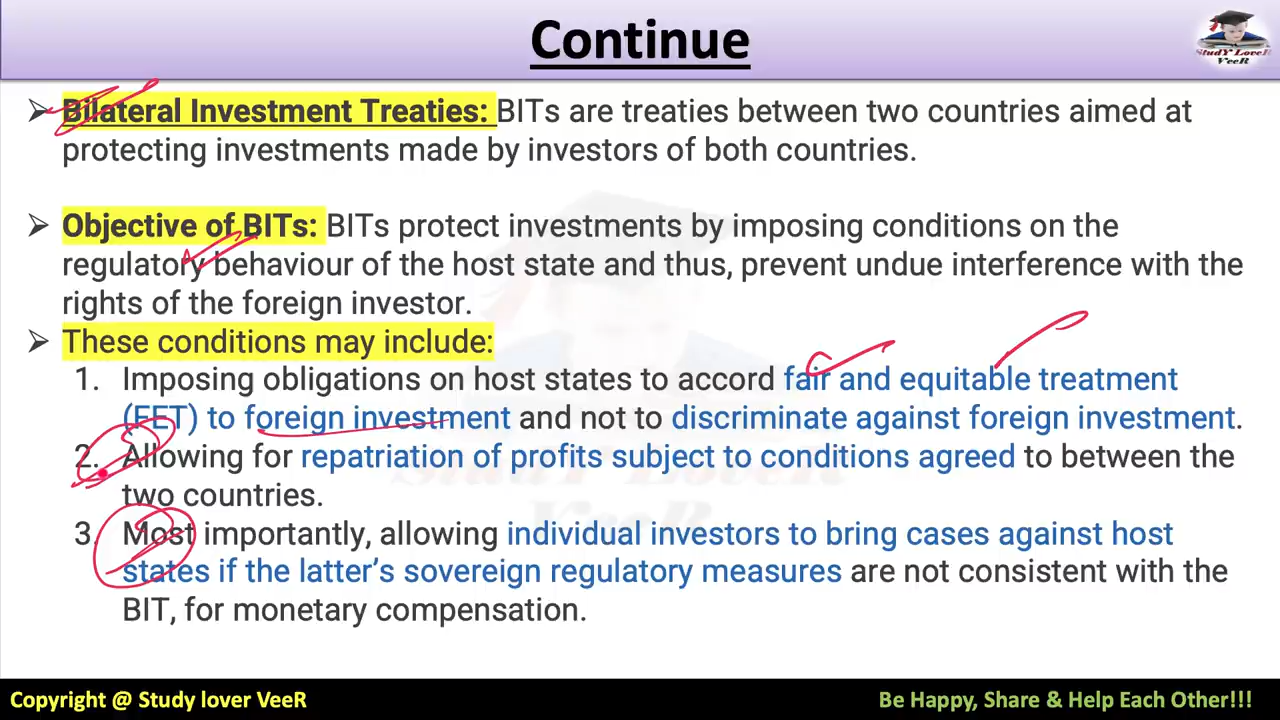 Continue
StudY LoveR
VeeR
➤ Bilateral Investment Treaties: BITs are treaties between two countries aimed at
protecting investments made by investors of both countries.
➤ Objective of BITs: BITs protect investments by imposing conditions on the
regulatory behaviour of the host state and thus, prevent undue interference with the
rights of the foreign investor.
➤ These conditions may include:
1. Imposing obligations on host states to accord fair and equitable treatment
(FET) to foreign investment and not to discriminate against foreign investment.
2. Allowing for repatriation of profits subject to conditions agreed to between the
two countries.
3. Most importantly, allowing individual investors to bring cases against host
states if the latter's sovereign regulatory measures are not consistent with the
BIT, for monetary compensation.
StudY LoveR
VeeR
Copyright @ Study lover VeeR
Be Happy, Share & Help Each Other!!!